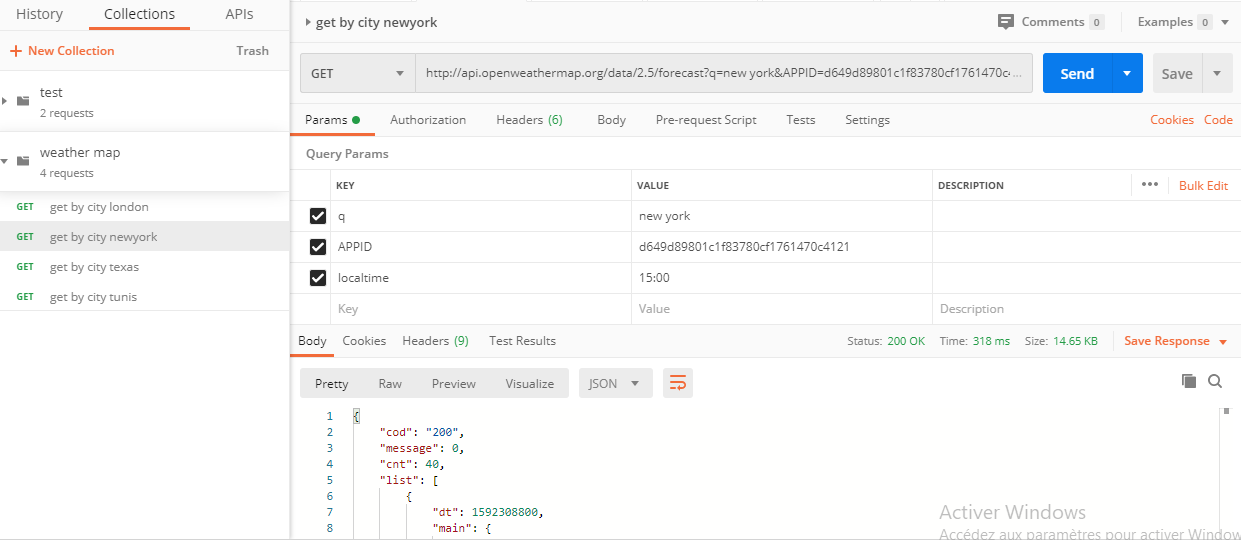 History Collections APIs
+ New Collection Trash
test
2 requests
weather map
4 requests
GET get by city london
GET get by city newyork
GET get by city texas
GET get by city tunis
get by city newyork Comments 0 Examples 0
GET http://api.openweathermap.org/data/2.5/forecast?q=new york&APPID=d649d89801c1f83780cf1761470c4... Send Save
Params Authorization Headers (6) Body Pre-request Script Tests Settings Cookies Code
Query Params
KEY VALUE DESCRIPTION ••• Bulk Edit
q new york
APPID d649d89801c1f83780cf1761470c4121
localtime 15:00
Key Value Description
Body Cookies Headers (9) Test Results Status: 200 OK Time: 318 ms Size: 14.65 KB Save Response
Pretty Raw Preview Visualize JSON
1 {
2 "cod": "200",
3 "message": 0,
4 "cnt": 40,
5 "list": [
6 {
7 "dt": 1592308800,
8 "main": {
Activer Windows
Accédez aux paramètres pour activer Window